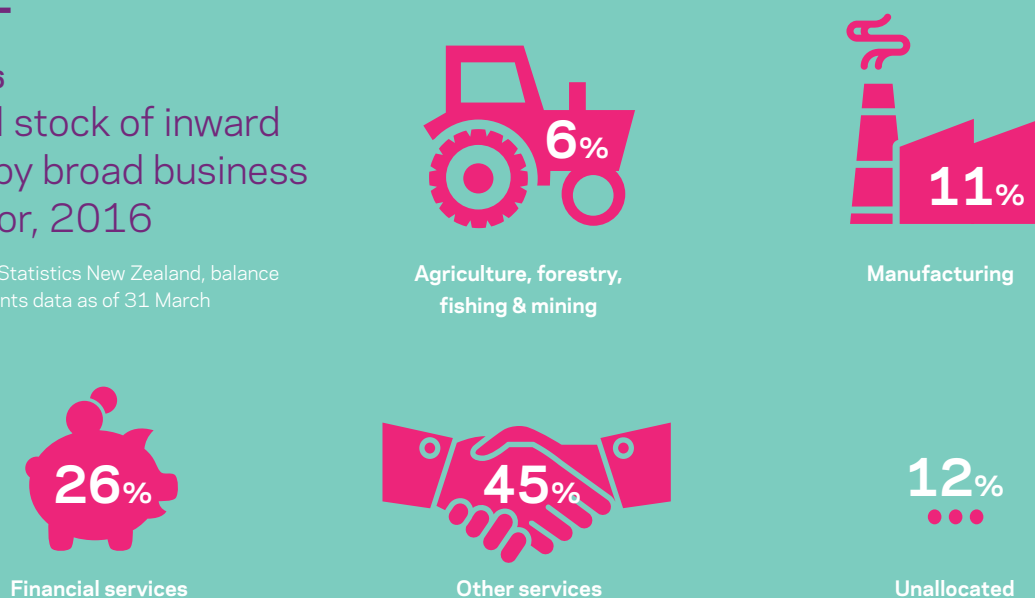 stock of inward
by broad business
or, 2016
Statistics New Zealand, balance
nts data as of 31 March
6%
Agriculture, forestry,
fishing & mining
11%
Manufacturing
26%
Financial services
45%
Other services
12%
Unallocated